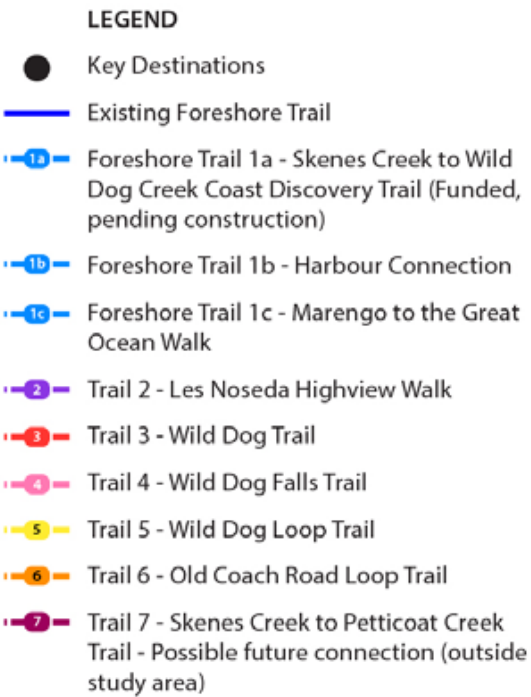 LEGEND
Key Destinations
Existing Foreshore Trail
1a Foreshore Trail 1a - Skenes Creek to Wild
Dog Creek Coast Discovery Trail (Funded,
pending construction)
1b Foreshore Trail 1b - Harbour Connection
1c Foreshore Trail 1c - Marengo to the Great
Ocean Walk
2 Trail 2 - Les Noseda Highview Walk
3 Trail 3 - Wild Dog Trail
4 Trail 4 - Wild Dog Falls Trail
5 Trail 5 - Wild Dog Loop Trail
6 Trail 6 - Old Coach Road Loop Trail
7 Trail 7 - Skenes Creek to Petticoat Creek
Trail - Possible future connection (outside
study area)